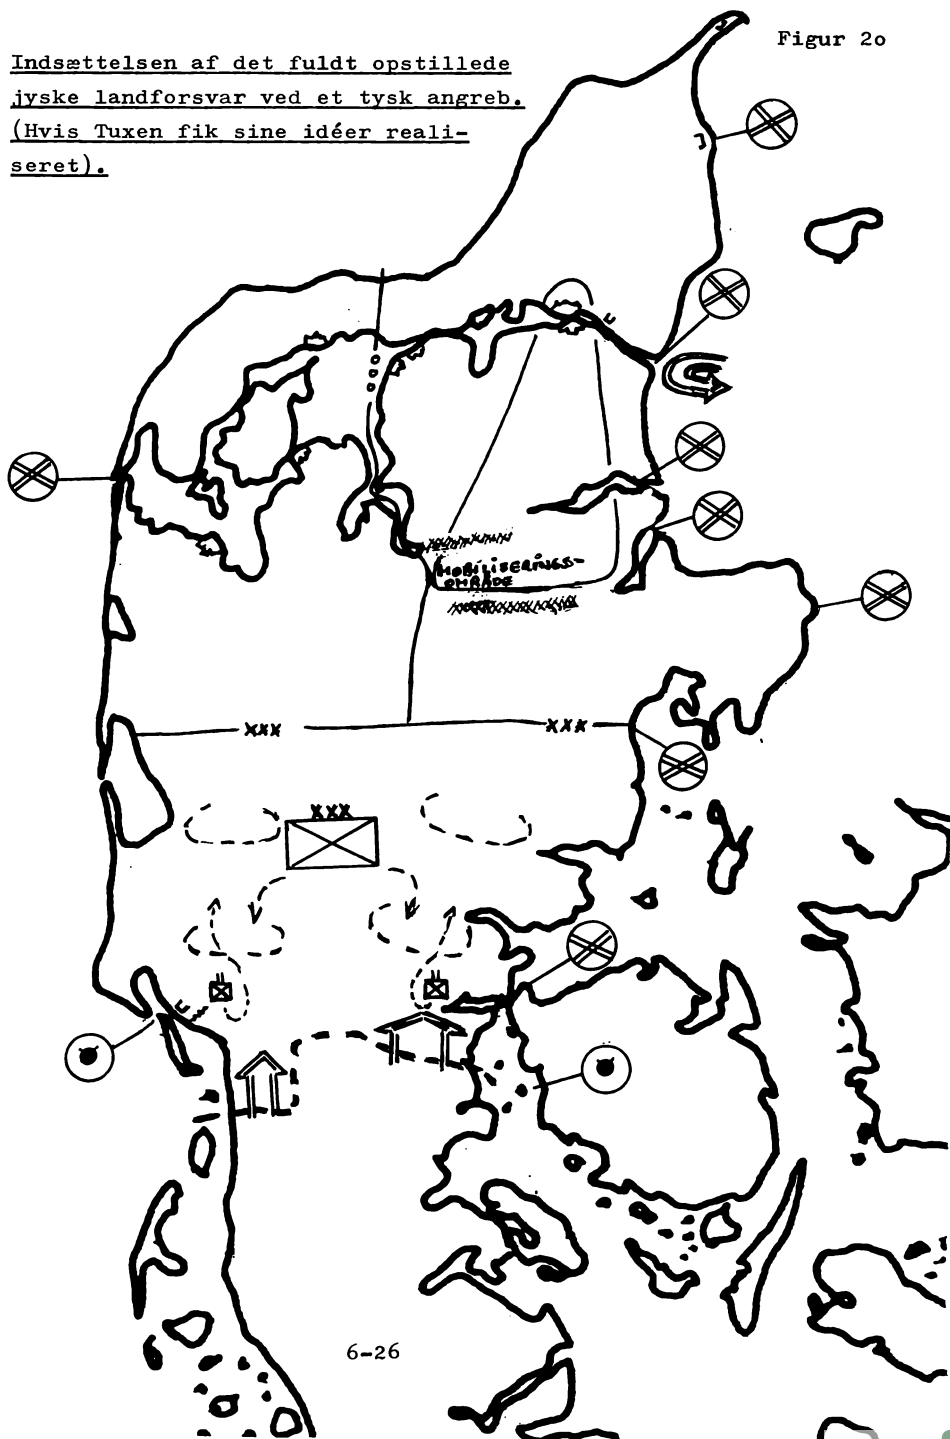 Figur 2o
Indsættelsen af det fuldt opstillede
jyske landforsvar ved et tysk angreb.
(Hvis Tuxen fik sine idéer reali-
seret).
MOBILISERINGS-
OMRÅDE
XXX
XXX
XXX
6-26